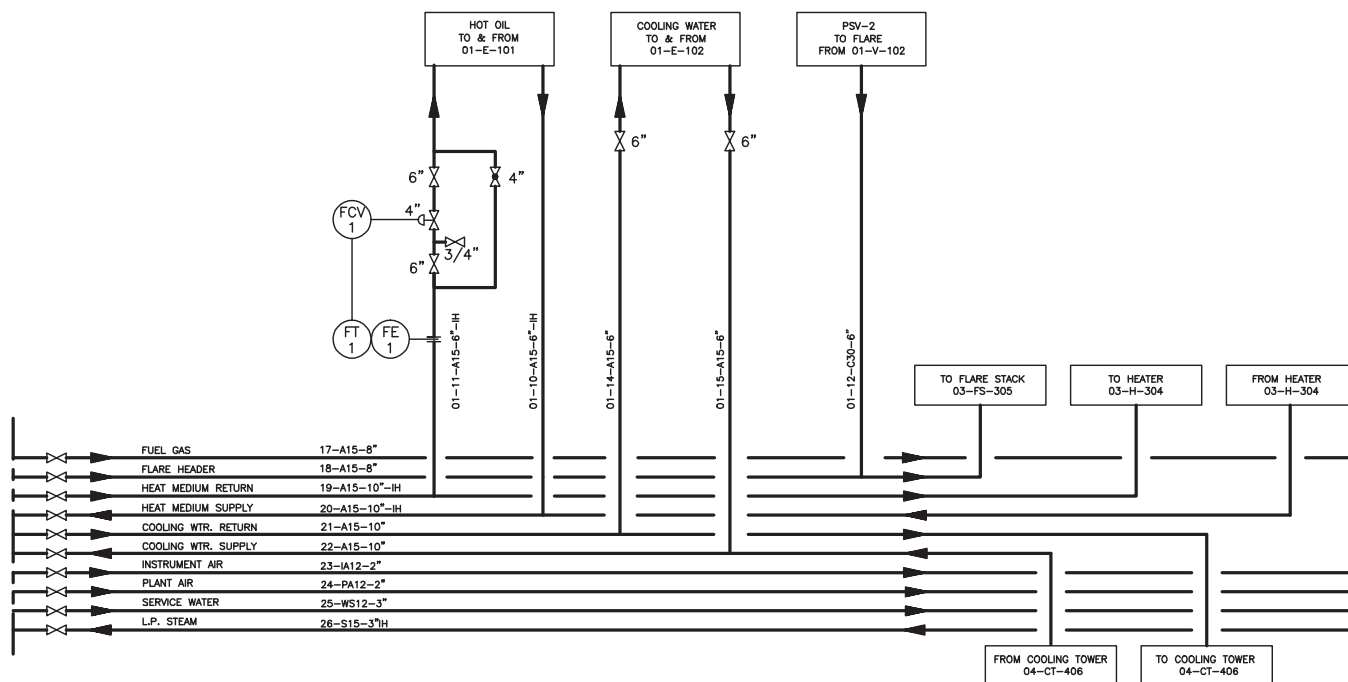 HOT OIL
TO & FROM
01-E-101
COOLING WATER
TO & FROM
01-E-102
PSV-2
TO FLARE
FROM 01-V-102
6"
6"
6"
4"
FCV
1
4"
3/4"
6"
FT
1
FE
1
01-11-A15-6"-IH
01-10-A15-6"-IH
01-14-A15-6"
01-15-A15-6"
01-12-C30-6"
TO FLARE STACK
03-FS-305
TO HEATER
03-H-304
FROM HEATER
03-H-304
FUEL GAS 17-A15-8"
FLARE HEADER 18-A15-8"
HEAT MEDIUM RETURN 19-A15-10"-IH
HEAT MEDIUM SUPPLY 20-A15-10"-IH
COOLING WTR. RETURN 21-A15-10"
COOLING WTR. SUPPLY 22-A15-10"
INSTRUMENT AIR 23-IA12-2"
PLANT AIR 24-PA12-2"
SERVICE WATER 25-WS12-3"
L.P. STEAM 26-S15-3"IH
FROM COOLING TOWER
04-CT-406
TO COOLING TOWER
04-CT-406